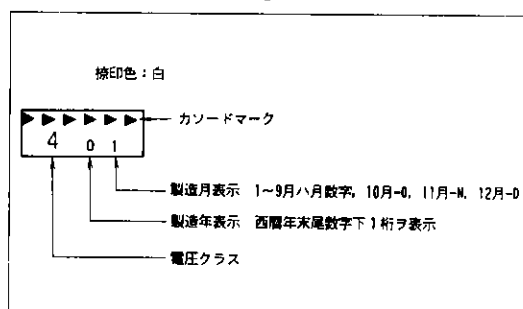 捺印色：白
カソードマーク
4 0 1
製造月表示 1～9月ハ月数字，10月-O，11月-N，12月-D
製造年表示 西暦年末尾数字下1桁ヲ表示
電圧クラス